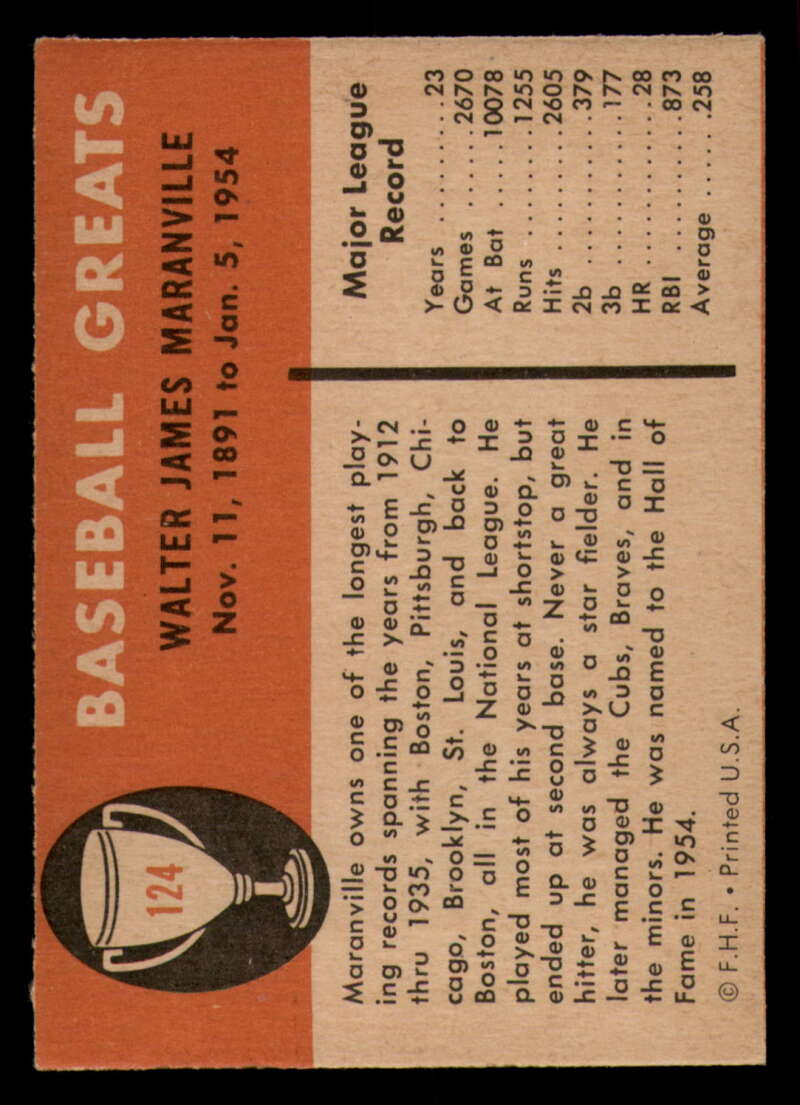 BASEBALL GREATS
WALTER JAMES MARANVILLE
Nov. 11, 1891 to Jan. 5, 1954
124
Maranville owns one of the longest play-
ing records spanning the years from 1912
thru 1935, with Boston, Pittsburgh, Chi-
cago, Brooklyn, St. Louis, and back to
Boston, all in the National League. He
played most of his years at shortstop, but
ended up at second base. Never a great
hitter, he was always a star fielder. He
later managed the Cubs, Braves, and in
the minors. He was named to the Hall of
Fame in 1954.
© F.H.F. • Printed U.S.A.
Major League
Record
Years .........23
Games ......2670
At Bat .....10078
Runs .......1255
Hits ........2605
2b ..........379
3b ..........177
HR ..........28
RBI .........873
Average ......258